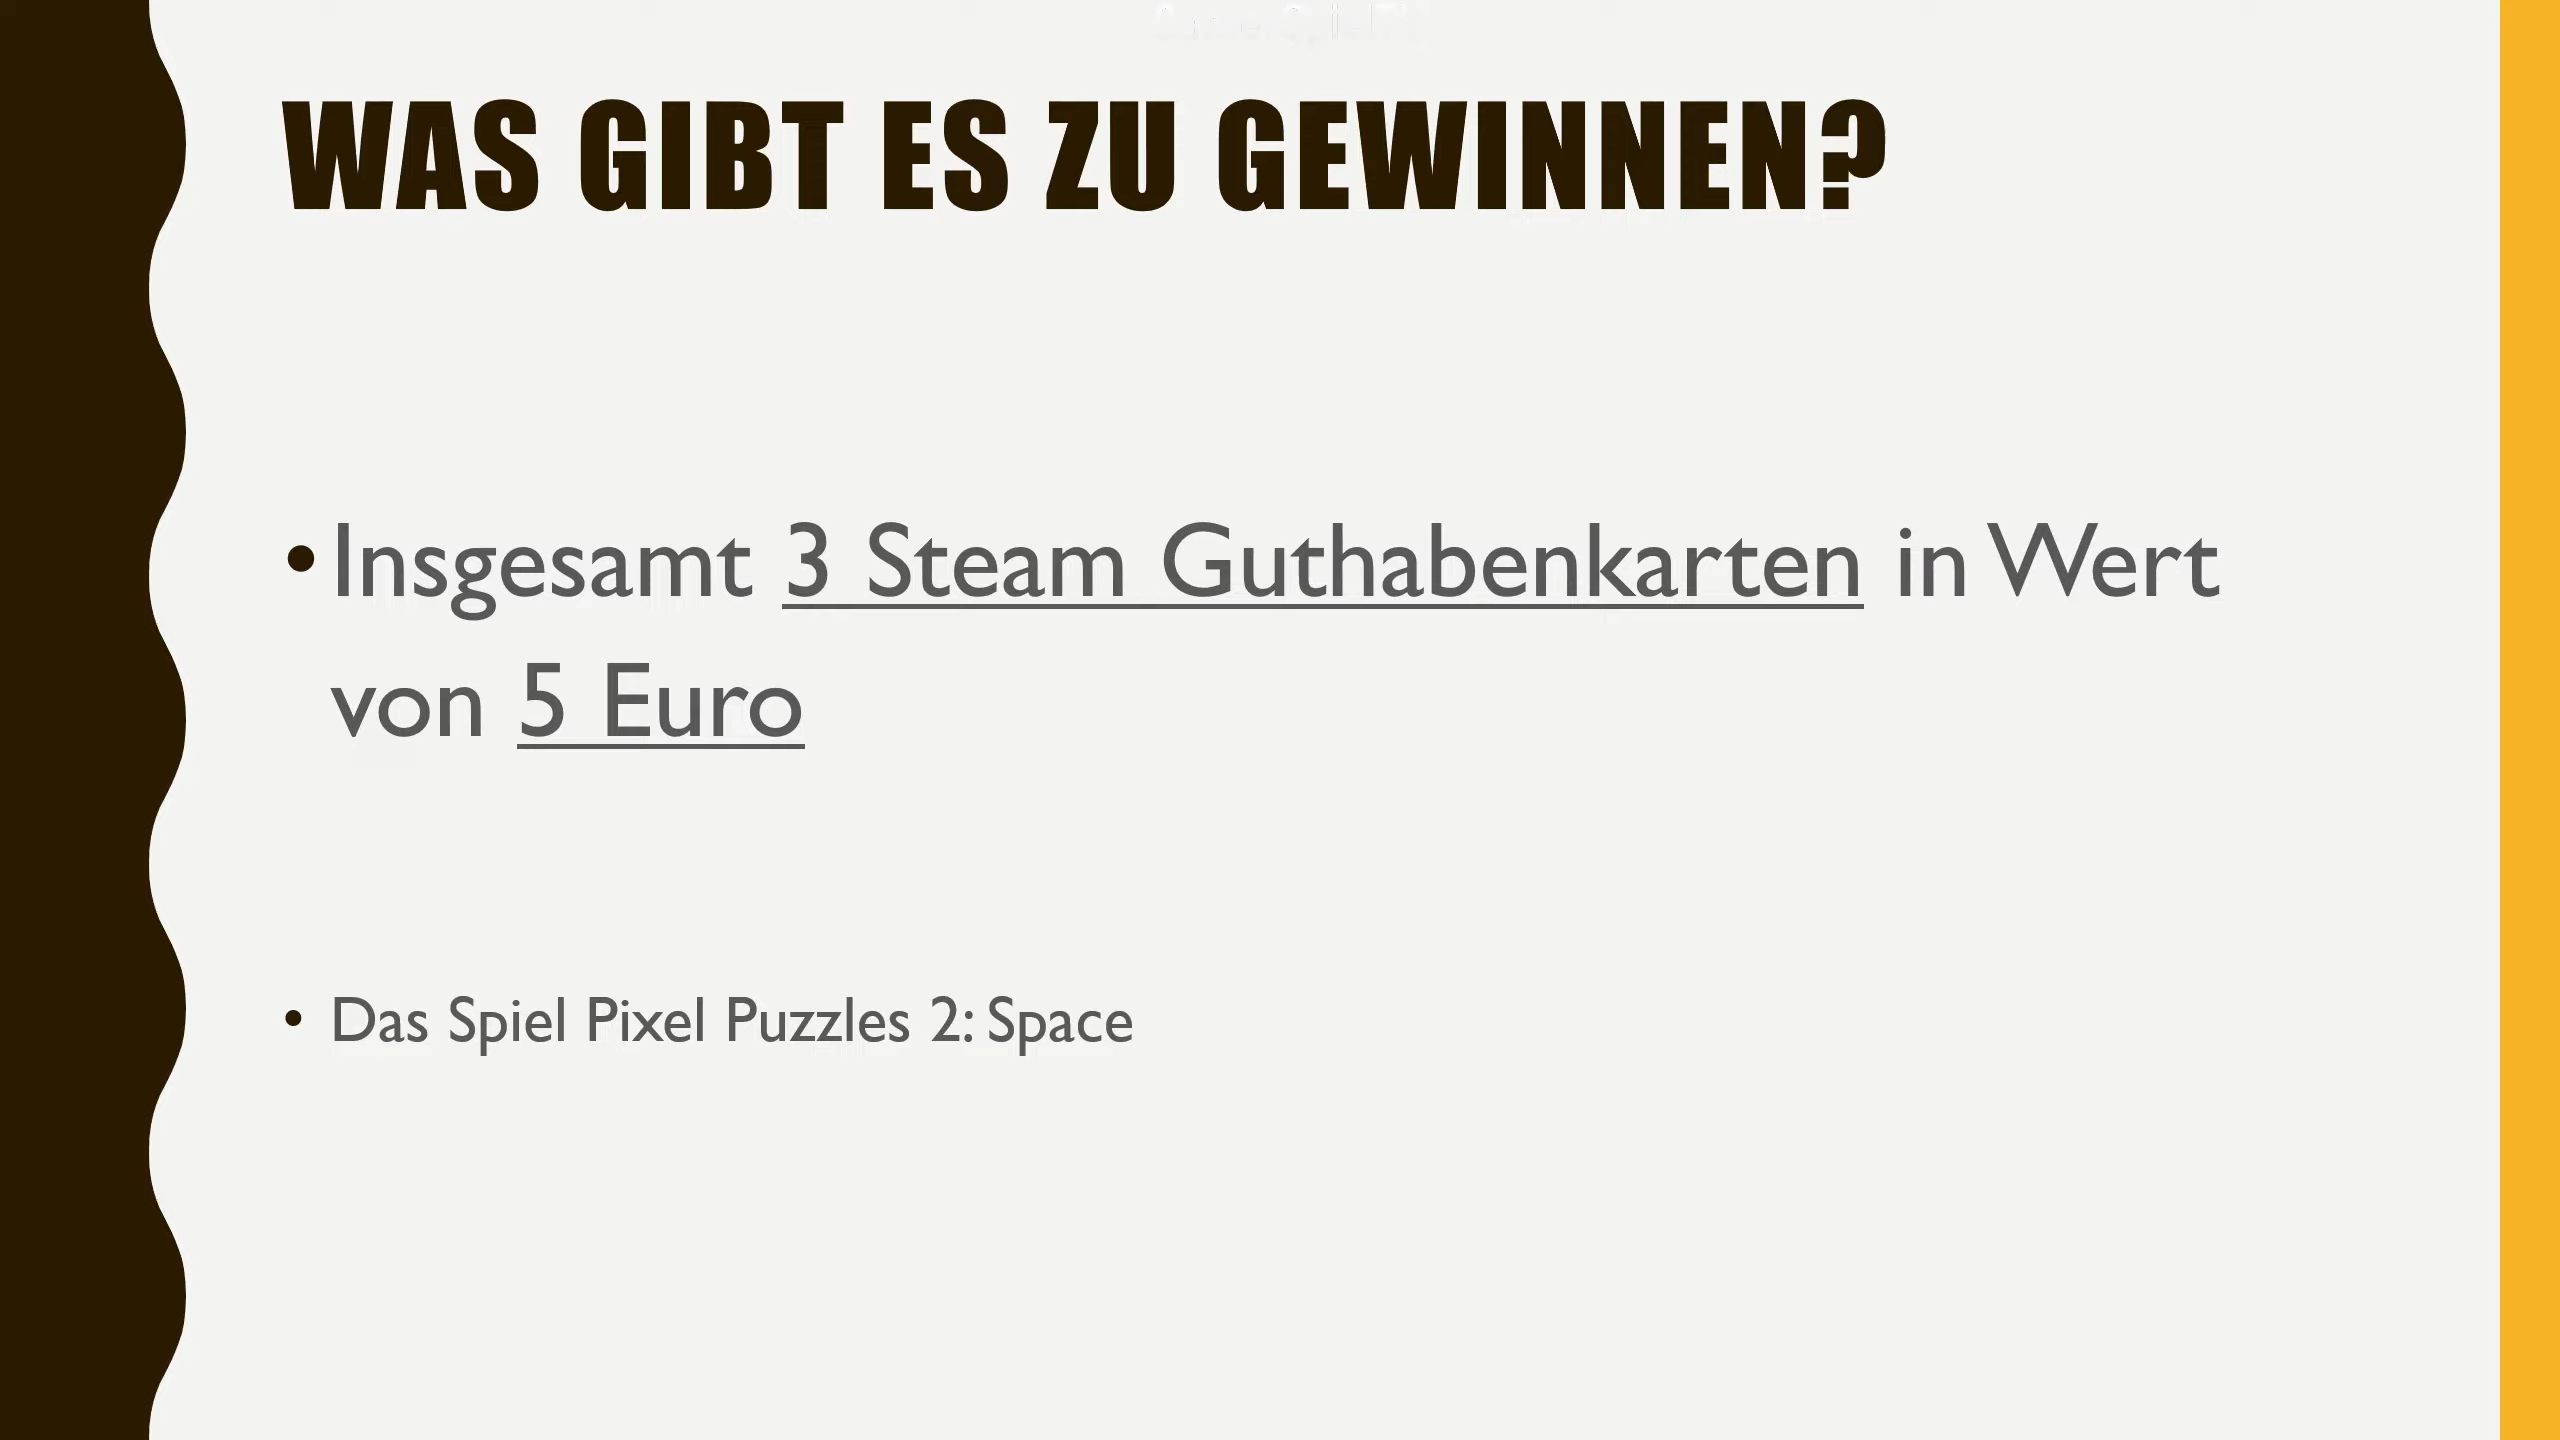 WAS GIBT ES ZU GEWINNEN?
•Insgesamt 3 Steam Guthabenkarten in Wert
von 5 Euro
• Das Spiel Pixel Puzzles 2: Space